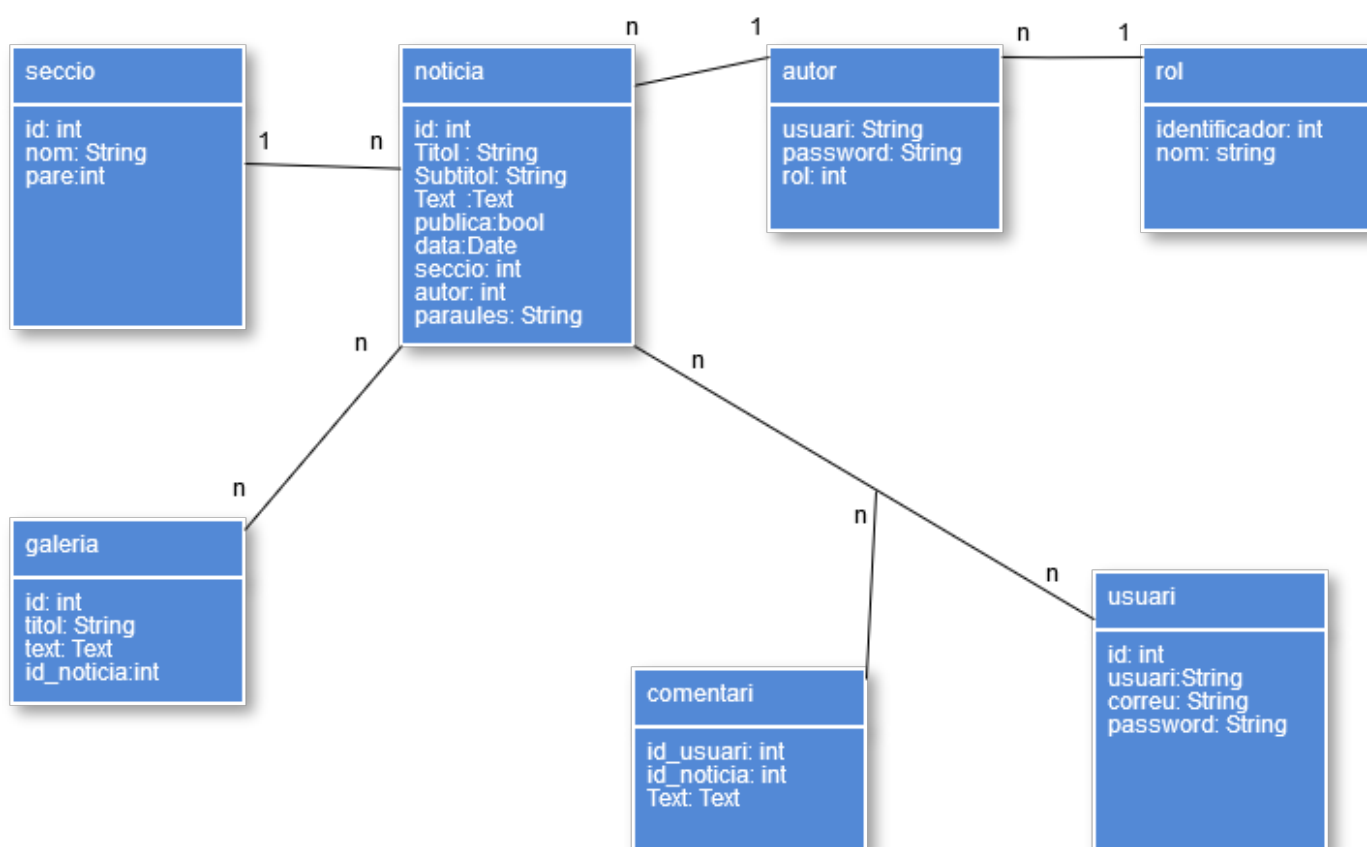 n
1
n
1
seccio
id: int
nom: String
pare:int
1
n
noticia
id: int
Titol : String
Subtitol: String
Text :Text
publica:bool
data:Date
seccio: int
autor: int
paraules: String
autor
usuari: String
password: String
rol: int
rol
identificador: int
nom: string
n
n
n
n
n
galeria
id: int
titol: String
text: Text
id_noticia:int
comentari
id_usuari: int
id_noticia: int
Text: Text
usuari
id: int
usuari:String
correu: String
password: String